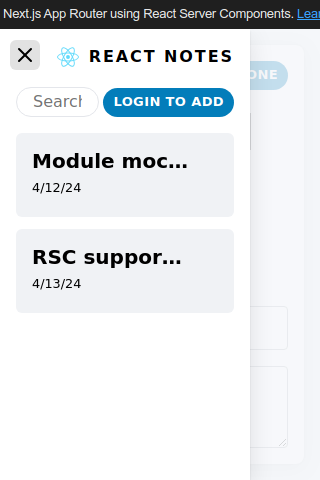 Next.js App Router using React Server Components.
REACT NOTES
Search
LOGIN TO ADD
Module moc...
4/12/24
RSC suppor...
4/13/24